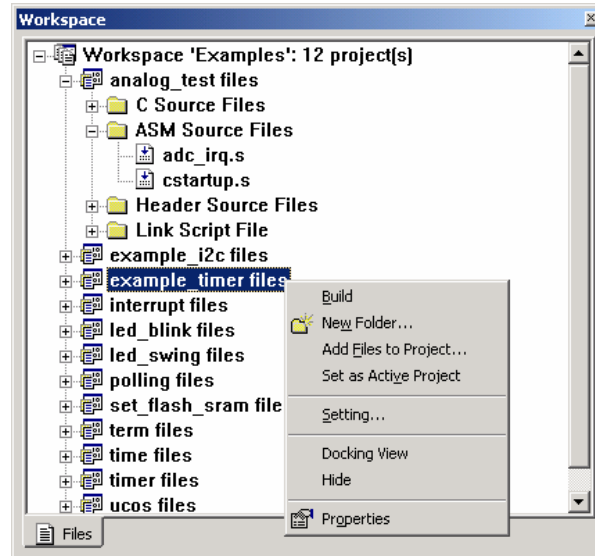 Workspace
Workspace 'Examples': 12 project(s)
analog_test files
C Source Files
ASM Source Files
adc_irq.s
cstartup.s
Header Source Files
Link Script File
example_i2c files
example_timer files
interrupt files
led_blink files
led_swing files
polling files
set_flash_sram file
term files
time files
timer files
ucos files
Build
New Folder...
Add Files to Project...
Set as Active Project
Setting...
Docking View
Hide
Properties
Files